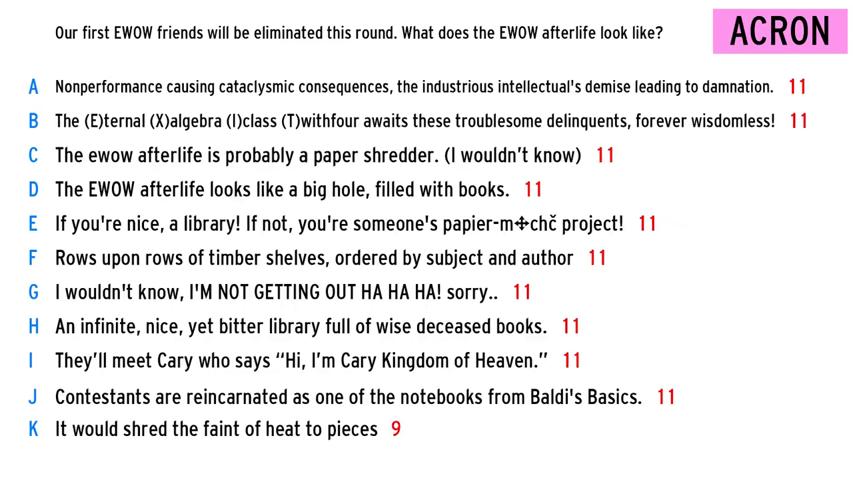 Our first EWOW friends will be eliminated this round. What does the EWOW afterlife look like?
ACRON
A Nonperformance causing cataclysmic consequences, the industrious intellectual's demise leading to damnation. 11
B The (E)ternal (X)algebra (I)class (T)withfour awaits these troublesome delinquents, forever wisdomless! 11
C The ewow afterlife is probably a paper shredder. (I wouldn’t know) 11
D The EWOW afterlife looks like a big hole, filled with books. 11
E If you're nice, a library! If not, you're someone's papier-m✢chč project! 11
F Rows upon rows of timber shelves, ordered by subject and author 11
G I wouldn't know, I'M NOT GETTING OUT HA HA HA! sorry.. 11
H An infinite, nice, yet bitter library full of wise deceased books. 11
I They’ll meet Cary who says “Hi, I’m Cary Kingdom of Heaven.” 11
J Contestants are reincarnated as one of the notebooks from Baldi's Basics. 11
K It would shred the faint of heat to pieces 9